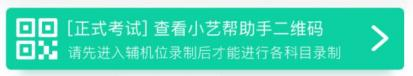 [正式考试] 查看小艺帮助手二维码
请先进入辅机位录制后才能进行各科目录制